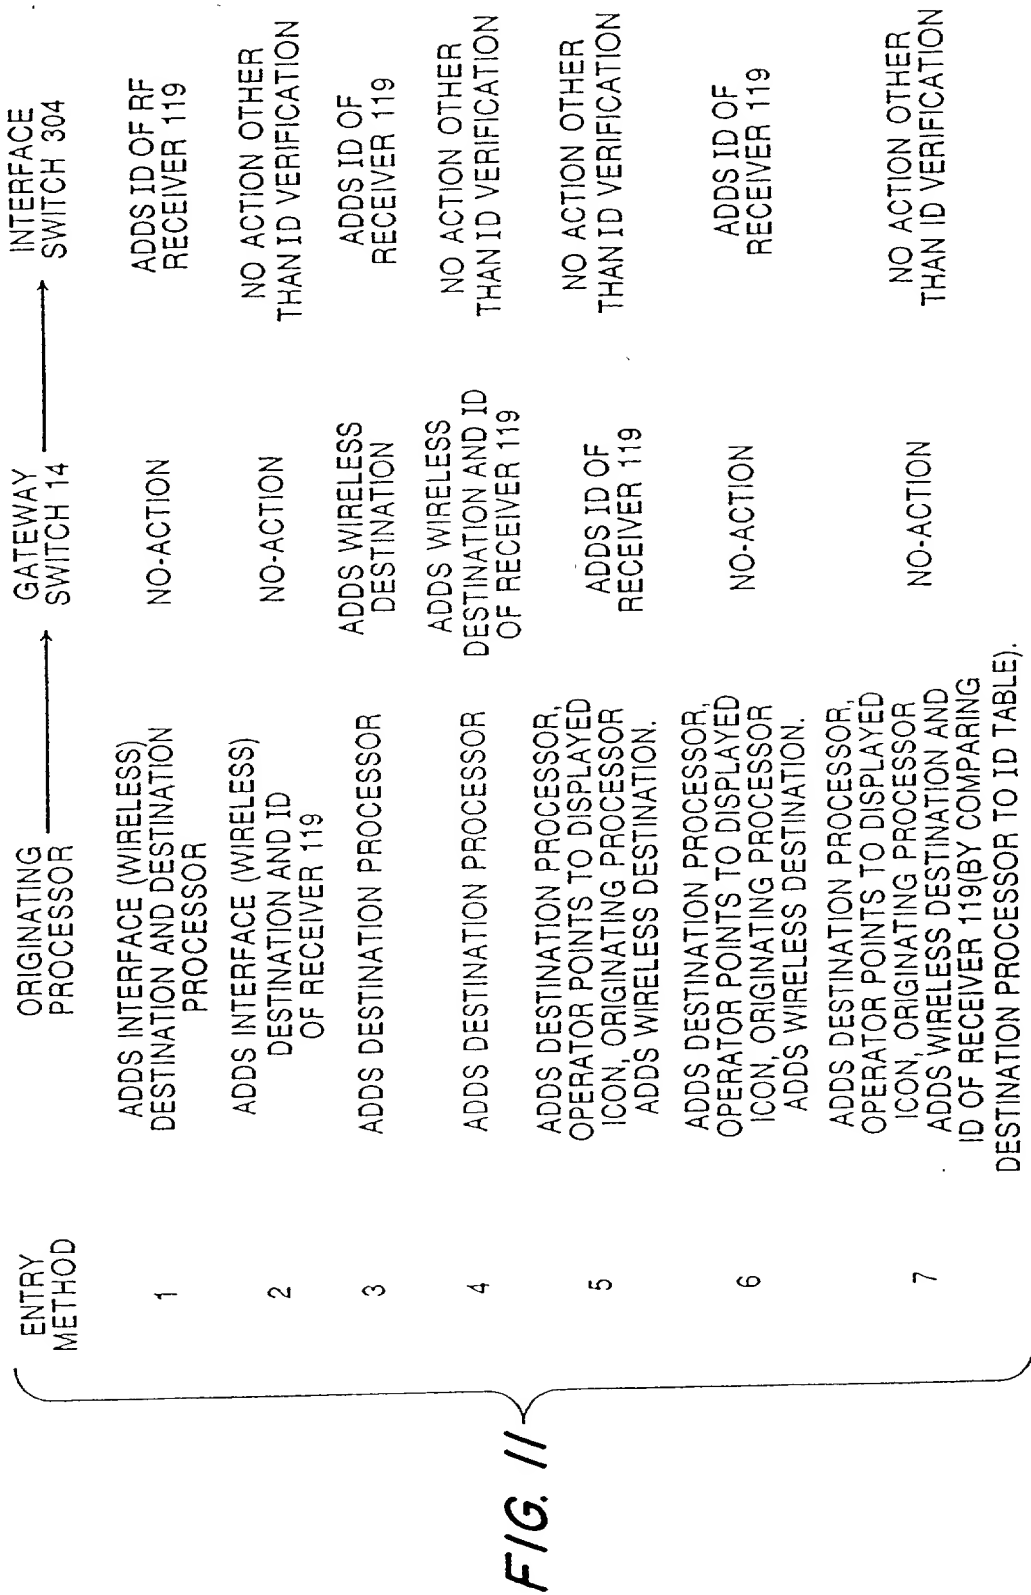 FIG. 11
ENTRY
METHOD
ORIGINATING
PROCESSOR
GATEWAY
SWITCH 14
INTERFACE
SWITCH 304
1
ADDS INTERFACE (WIRELESS)
DESTINATION AND DESTINATION
PROCESSOR
NO-ACTION
ADDS ID OF RF
RECEIVER 119
2
ADDS INTERFACE (WIRELESS)
DESTINATION AND ID
OF RECEIVER 119
NO-ACTION
NO ACTION OTHER
THAN ID VERIFICATION
3
ADDS DESTINATION PROCESSOR
ADDS WIRELESS
DESTINATION
ADDS ID OF
RECEIVER 119
4
ADDS DESTINATION PROCESSOR
ADDS WIRELESS
DESTINATION AND ID
OF RECEIVER 119
NO ACTION OTHER
THAN ID VERIFICATION
5
ADDS DESTINATION PROCESSOR,
OPERATOR POINTS TO DISPLAYED
ICON, ORIGINATING PROCESSOR
ADDS WIRELESS DESTINATION.
ADDS ID OF
RECEIVER 119
NO ACTION OTHER
THAN ID VERIFICATION
6
ADDS DESTINATION PROCESSOR,
OPERATOR POINTS TO DISPLAYED
ICON, ORIGINATING PROCESSOR
ADDS WIRELESS DESTINATION.
NO-ACTION
ADDS ID OF
RECEIVER 119
7
ADDS DESTINATION PROCESSOR,
OPERATOR POINTS TO DISPLAYED
ICON, ORIGINATING PROCESSOR
ADDS WIRELESS DESTINATION AND
ID OF RECEIVER 119(BY COMPARING
DESTINATION PROCESSOR TO ID TABLE).
NO-ACTION
NO ACTION OTHER
THAN ID VERIFICATION